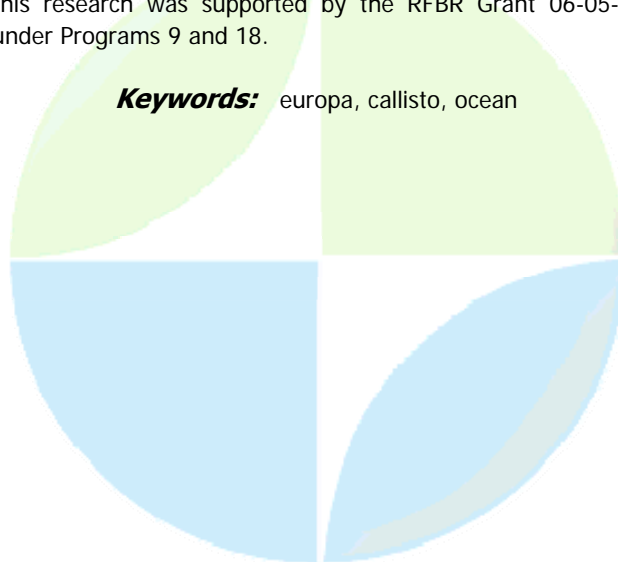 this research was supported by the RFBR Grant 06-05-
under Programs 9 and 18.
Keywords: europa, callisto, ocean